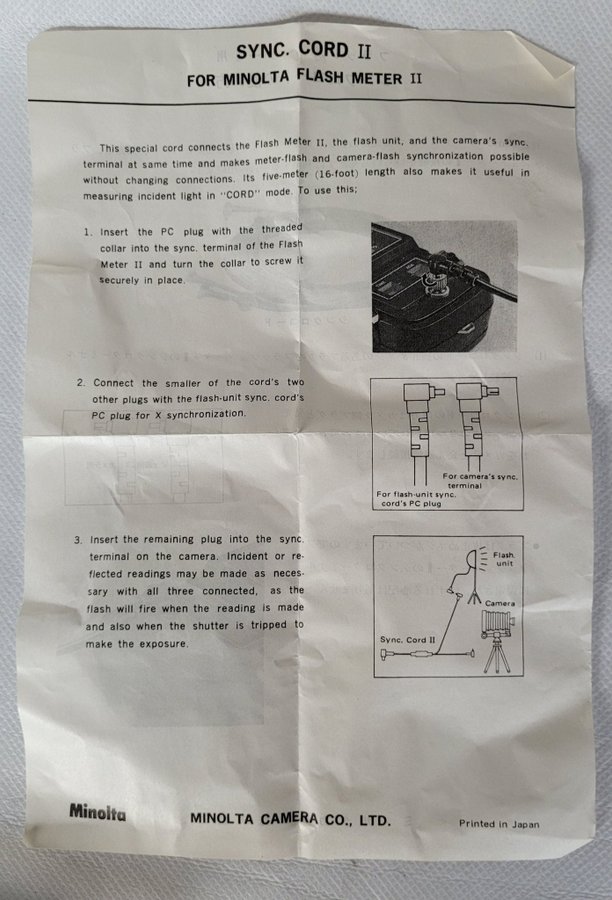 SYNC. CORD II
FOR MINOLTA FLASH METER II
This special cord connects the Flash Meter II, the flash unit, and the camera's sync.
terminal at same time and makes meter-flash and camera-flash synchronization possible
without changing connections. Its five-meter (16-foot) length also makes it useful in
measuring incident light in "CORD" mode. To use this;
1. Insert the PC plug with the threaded
collar into the sync. terminal of the Flash
Meter II and turn the collar to screw it
securely in place.
2. Connect the smaller of the cord's two
other plugs with the flash-unit sync. cord's
PC plug for X synchronization.
For camera's sync.
terminal
For flash-unit sync.
cord's PC plug
3. Insert the remaining plug into the sync.
terminal on the camera. Incident or re-
flected readings may be made as neces-
sary with all three connected, as the
flash will fire when the reading is made
and also when the shutter is tripped to
make the exposure.
Flash
unit
Camera
Sync. Cord II
Minolta
MINOLTA CAMERA CO., LTD.
Printed in Japan